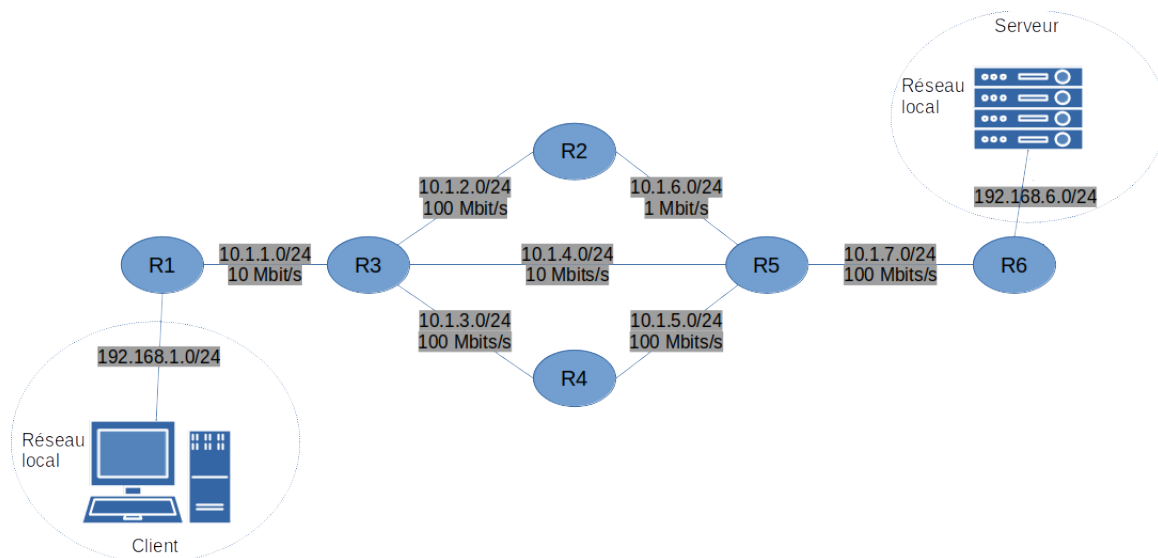 Serveur
Réseau
local
R2
10.1.2.0/24
100 Mbit/s
10.1.6.0/24
1 Mbit/s
192.168.6.0/24
R1
10.1.1.0/24
10 Mbit/s
R3
10.1.4.0/24
10 Mbits/s
R5
10.1.7.0/24
100 Mbits/s
R6
10.1.3.0/24
100 Mbits/s
10.1.5.0/24
100 Mbits/s
R4
192.168.1.0/24
Réseau
local
Client